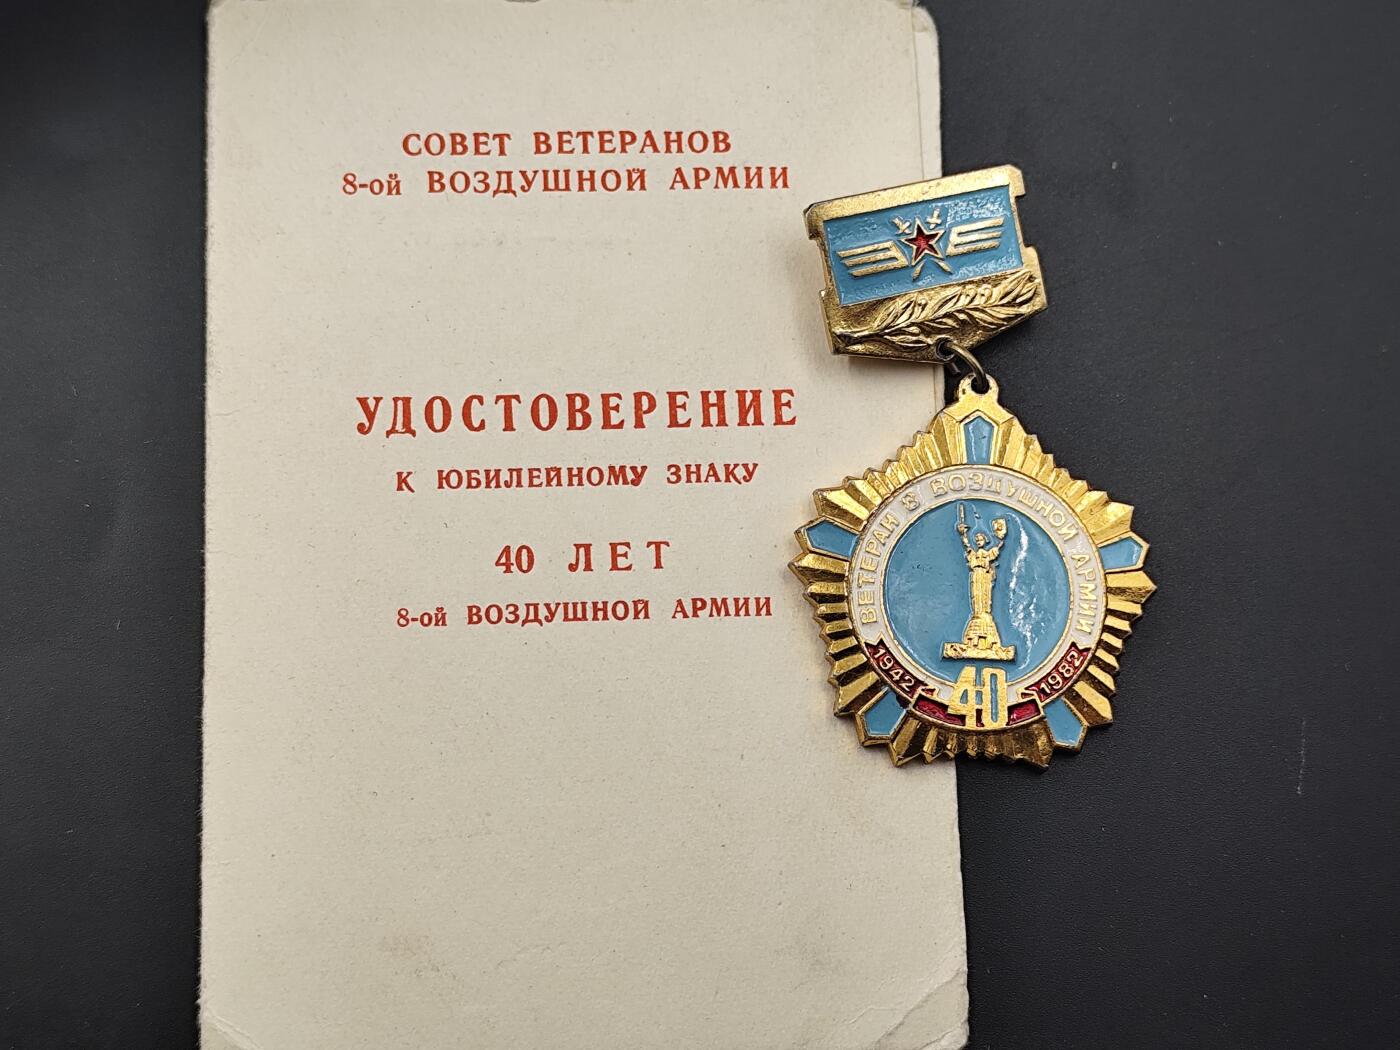 СОВЕТ ВЕТЕРАНОВ
8-ой ВОЗДУШНОЙ АРМИИ
УДОСТОВЕРЕНИЕ
К ЮБИЛЕЙНОМУ ЗНАКУ
40 ЛЕТ
8-ой ВОЗДУШНОЙ АРМИИ
ВЕТЕРАН 8 ВОЗДУШНОЙ АРМИИ
1942
40
1982